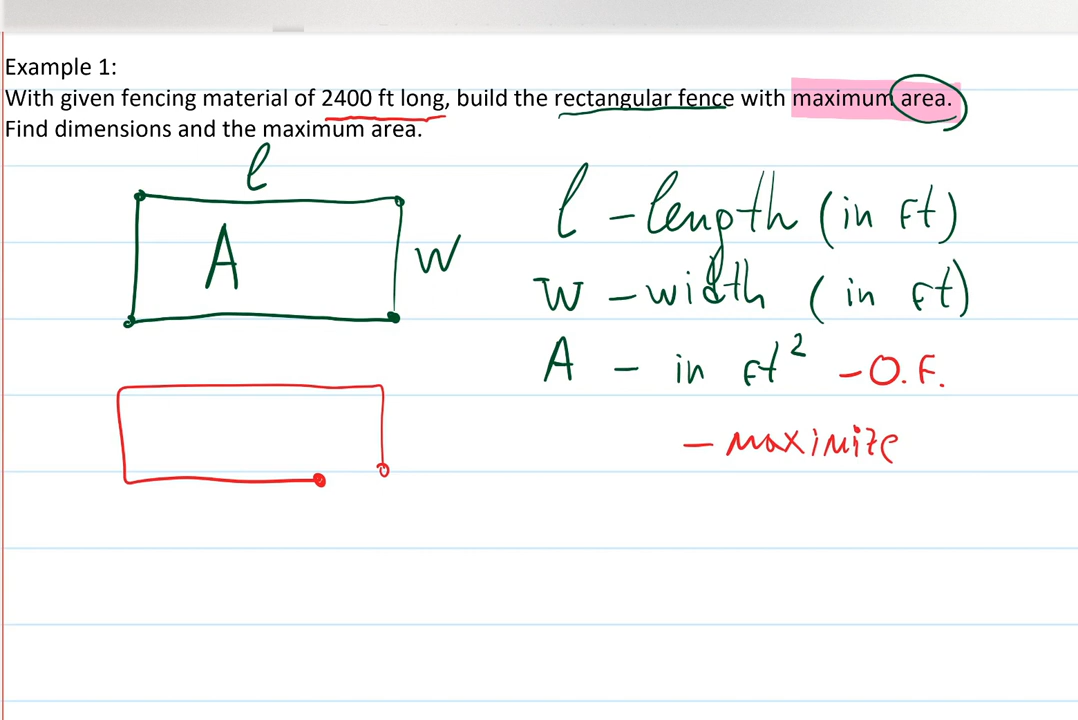 Example 1:
With given fencing material of 2400 ft long, build the rectangular fence with maximum area.
Find dimensions and the maximum area.
l
A
w
l - length (in ft)
w - width (in ft)
A - in ft² - O.F.
- maximize